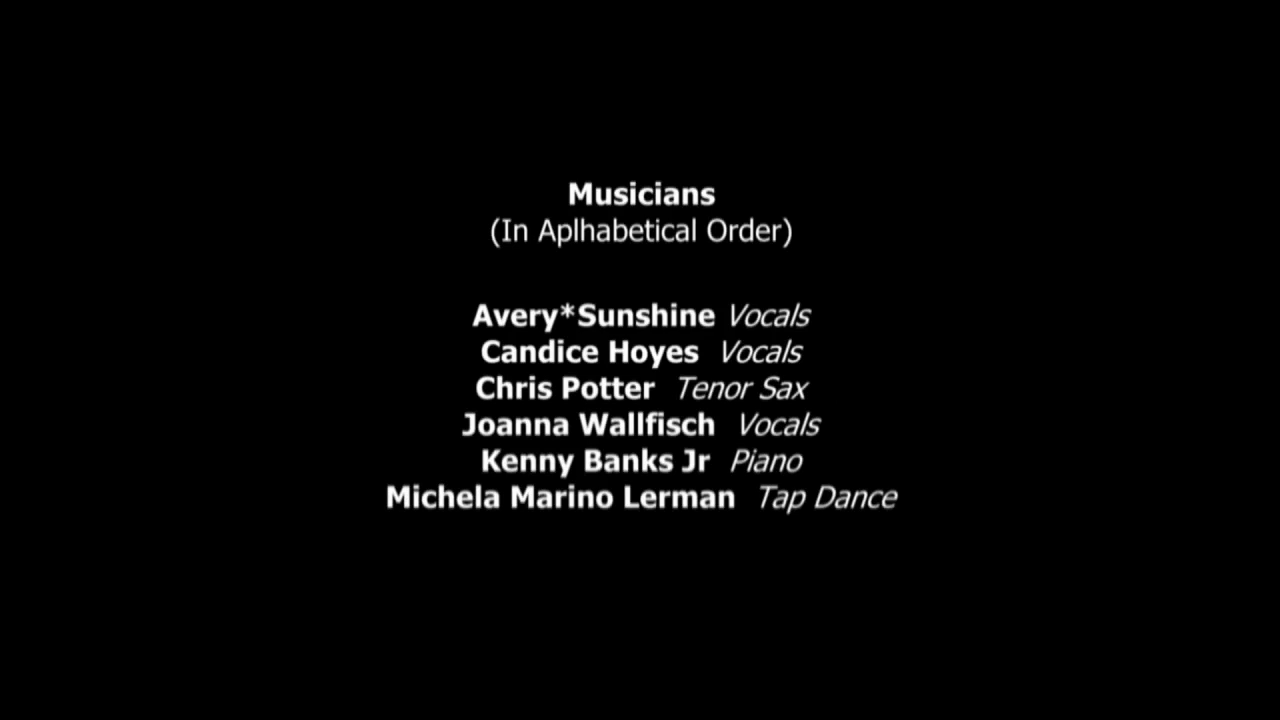 Musicians
(In Aplhabetical Order)
Avery*Sunshine Vocals
Candice Hoyes Vocals
Chris Potter Tenor Sax
Joanna Wallfisch Vocals
Kenny Banks Jr Piano
Michela Marino Lerman Tap Dance